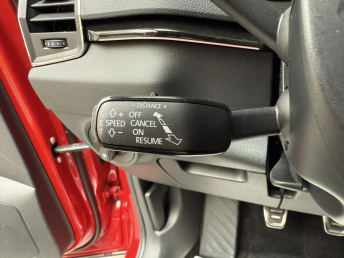 - DISTANCE +
+ OFF
SPEED CANCEL
- ON
RESUME